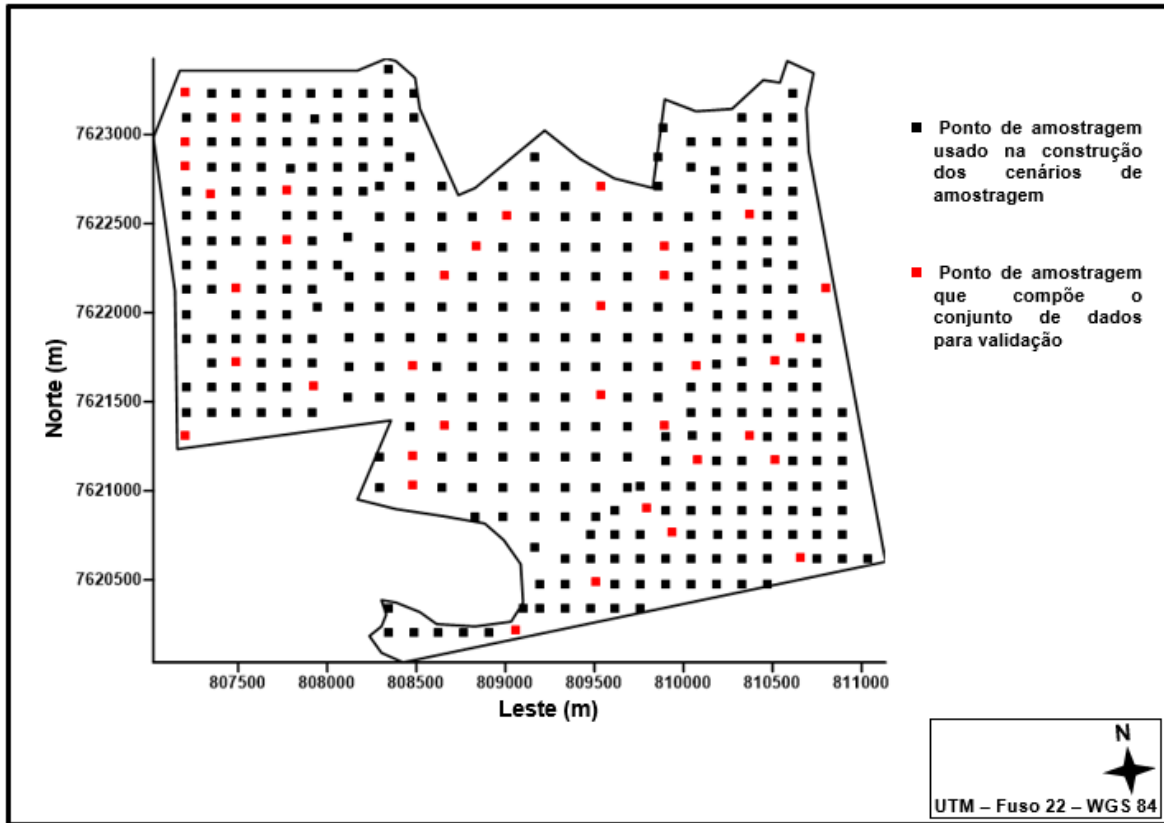 7623000
7622500
7622000
7621500
7621000
7620500
Norte (m)
807500 808000 808500 809000 809500 810000 810500 811000
Leste (m)
Ponto de amostragem
usado na construção
dos cenários de
amostragem
Ponto de amostragem
que compõe o
conjunto de dados
para validação
N
UTM – Fuso 22 – WGS 84